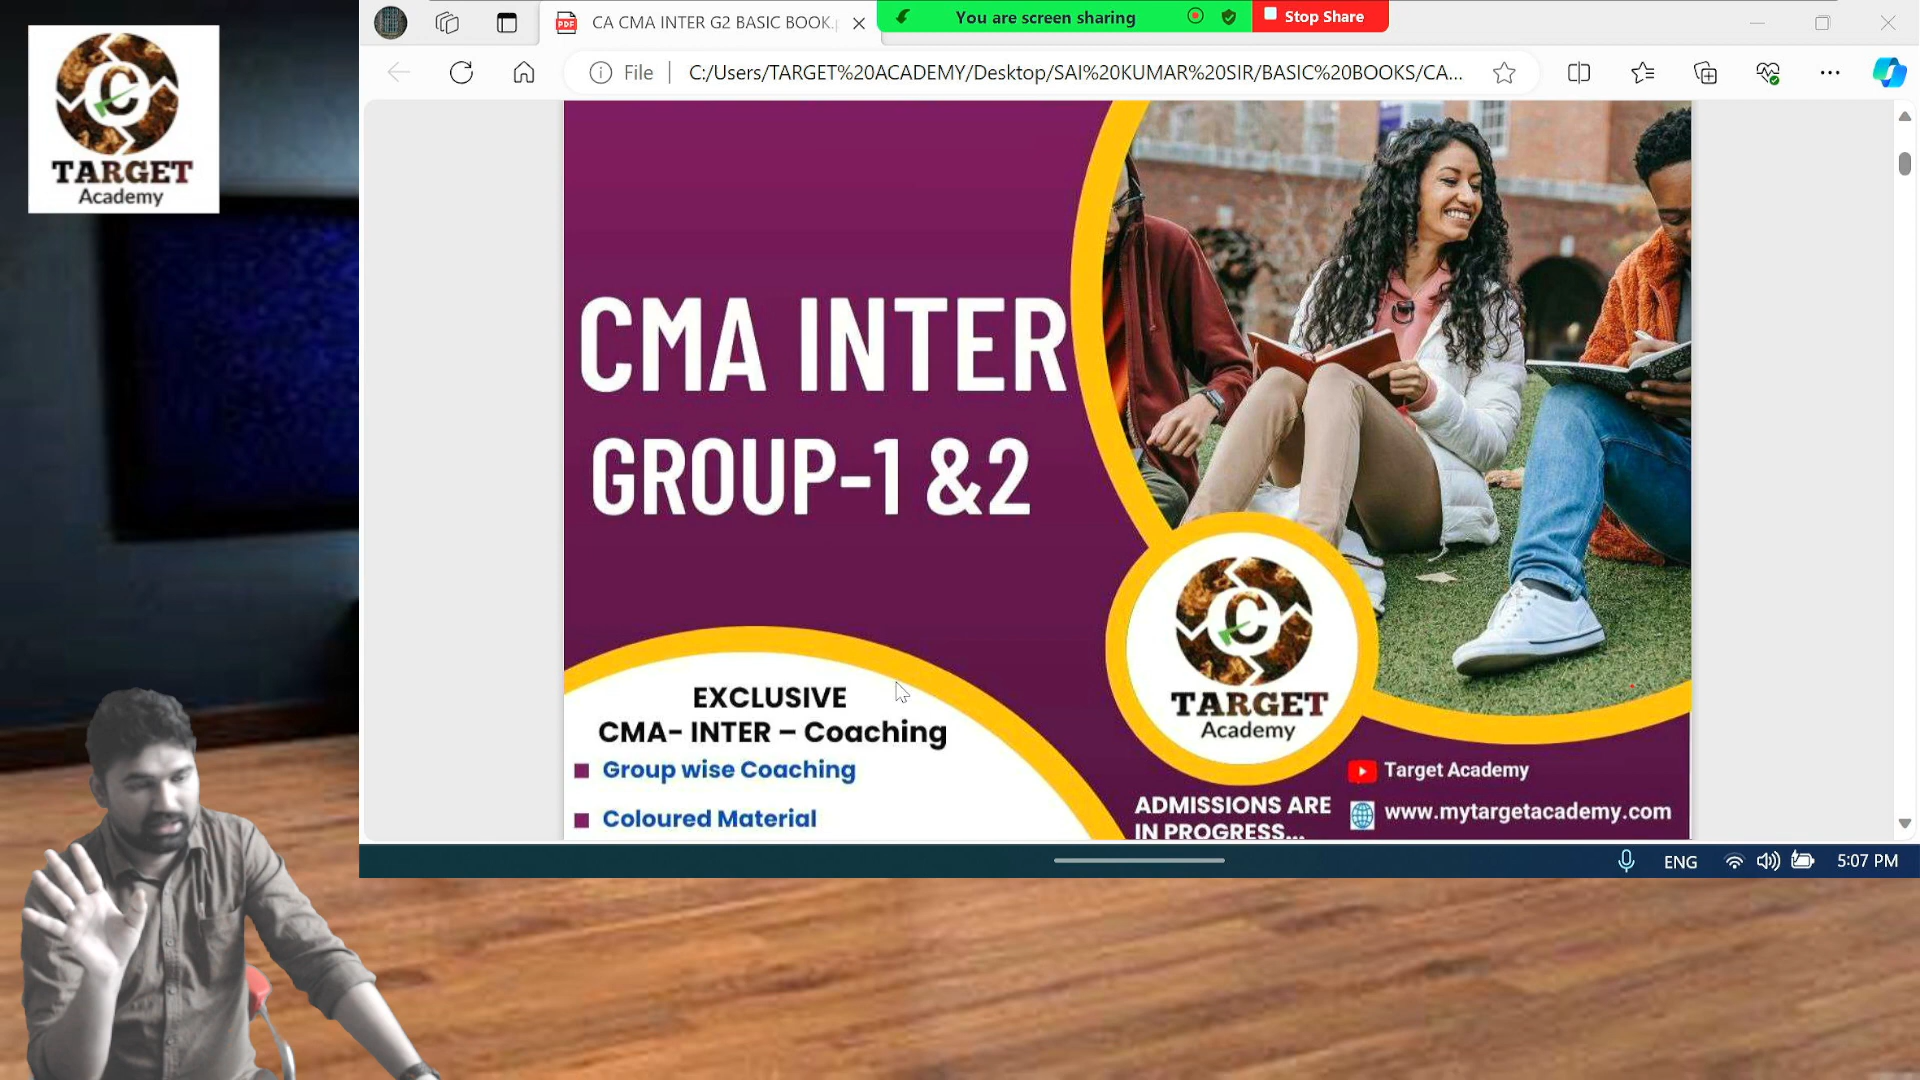 TARGET
Academy
CA CMA INTER G2 BASIC BOOK.
You are screen sharing
Stop Share
File
C:/Users/TARGET%20ACADEMY/Desktop/SAI%20KUMAR%20SIR/BASIC%20BOOKS/CA...
PDF
CMA INTER
GROUP-1 &2
TARGET
Academy
EXCLUSIVE
CMA- INTER – Coaching
Group wise Coaching
Coloured Material
ADMISSIONS ARE
IN PROGRESS...
Target Academy
www.mytargetacademy.com
ENG
5:07 PM